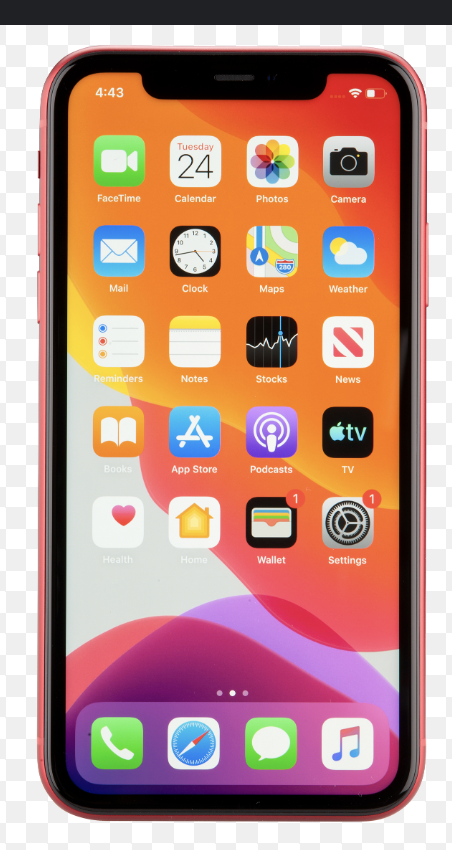 4:43
Tuesday
24
FaceTime
Calendar
Photos
Camera
280
Mail
Clock
Maps
Weather
Reminders
Notes
Stocks
News
tv
Books
App Store
Podcasts
TV
1
1
Health
Home
Wallet
Settings